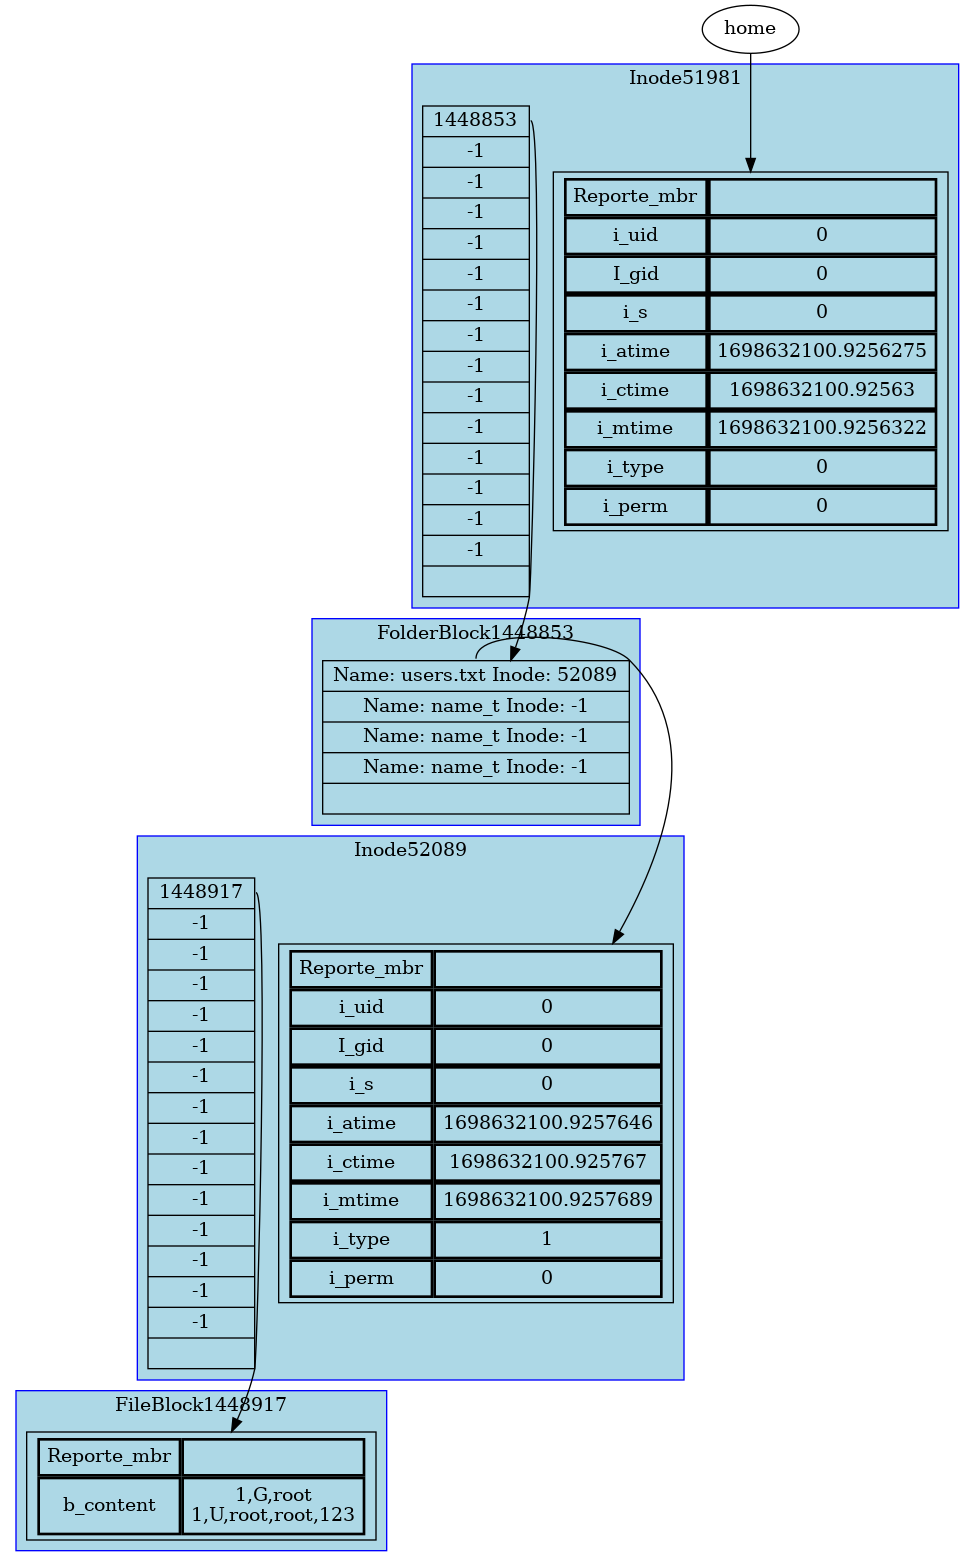 home
Inode51981
1448853
-1
-1
-1
-1
-1
-1
-1
-1
-1
-1
-1
-1
-1
-1
Reporte_mbr
i_uid 0
I_gid 0
i_s 0
i_atime 1698632100.9256275
i_ctime 1698632100.92563
i_mtime 1698632100.9256322
i_type 0
i_perm 0
FolderBlock1448853
Name: users.txt Inode: 52089
Name: name_t Inode: -1
Name: name_t Inode: -1
Name: name_t Inode: -1
Inode52089
1448917
-1
-1
-1
-1
-1
-1
-1
-1
-1
-1
-1
-1
-1
-1
Reporte_mbr
i_uid 0
I_gid 0
i_s 0
i_atime 1698632100.9257646
i_ctime 1698632100.925767
i_mtime 1698632100.9257689
i_type 1
i_perm 0
FileBlock1448917
Reporte_mbr
b_content
1,G,root
1,U,root,root,123